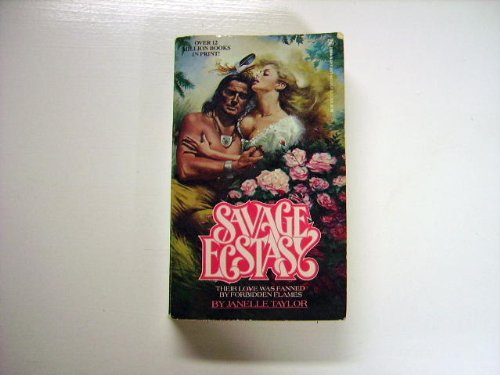 OVER 12
MILLION BOOKS
IN PRINT!
SAVAGE
ECSTASY
THEIR LOVE WAS FANNED
BY FORBIDDEN FLAMES
BY JANELLE TAYLOR